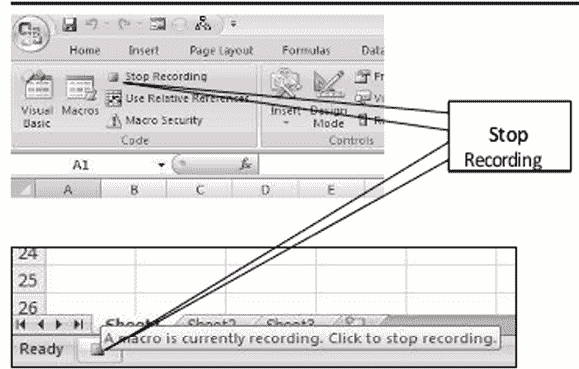 Home Insert Page Layout Formulas Data
Stop Recording
Use Relative References
Macro Security
Visual Basic
Macros
Insert
Design Mode
Code
Controls
A1
fx
A B C D E
Stop
Recording
24
25
26
Sheet1 Sheet2 Sheet3
A macro is currently recording. Click to stop recording.
Ready